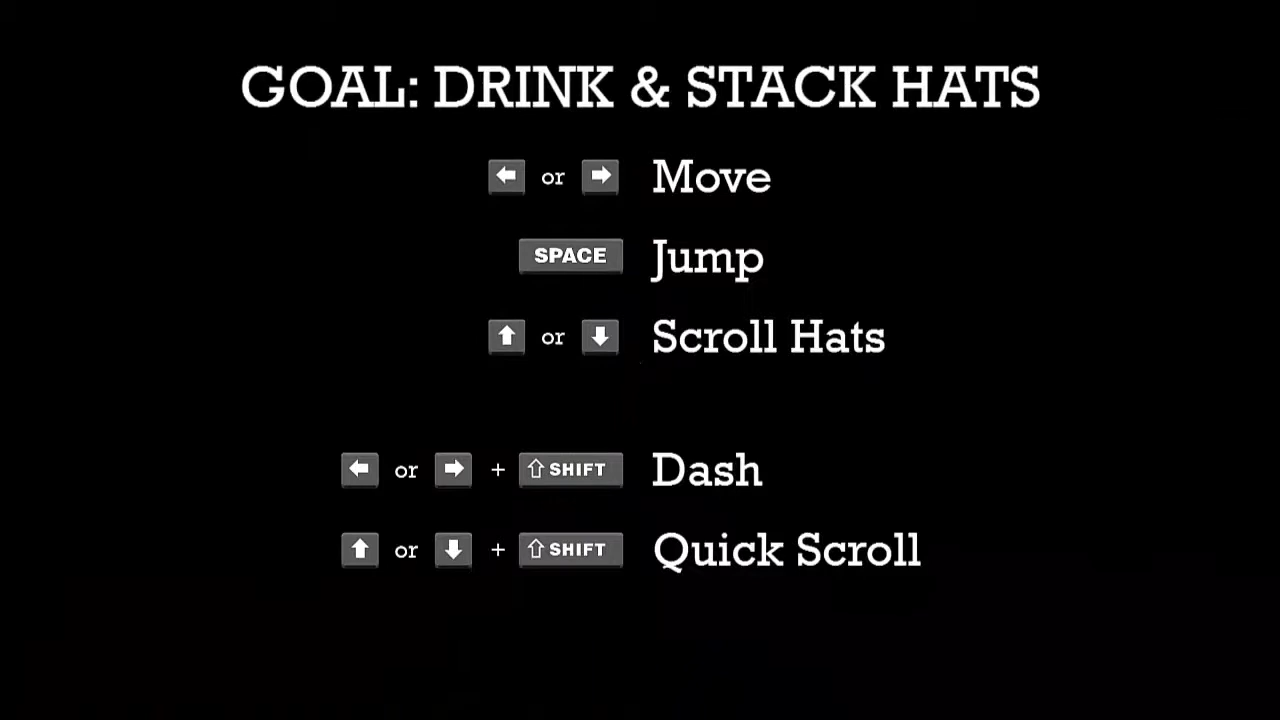 GOAL: DRINK & STACK HATS
or Move
SPACE Jump
or Scroll Hats
or + SHIFT Dash
or + SHIFT Quick Scroll